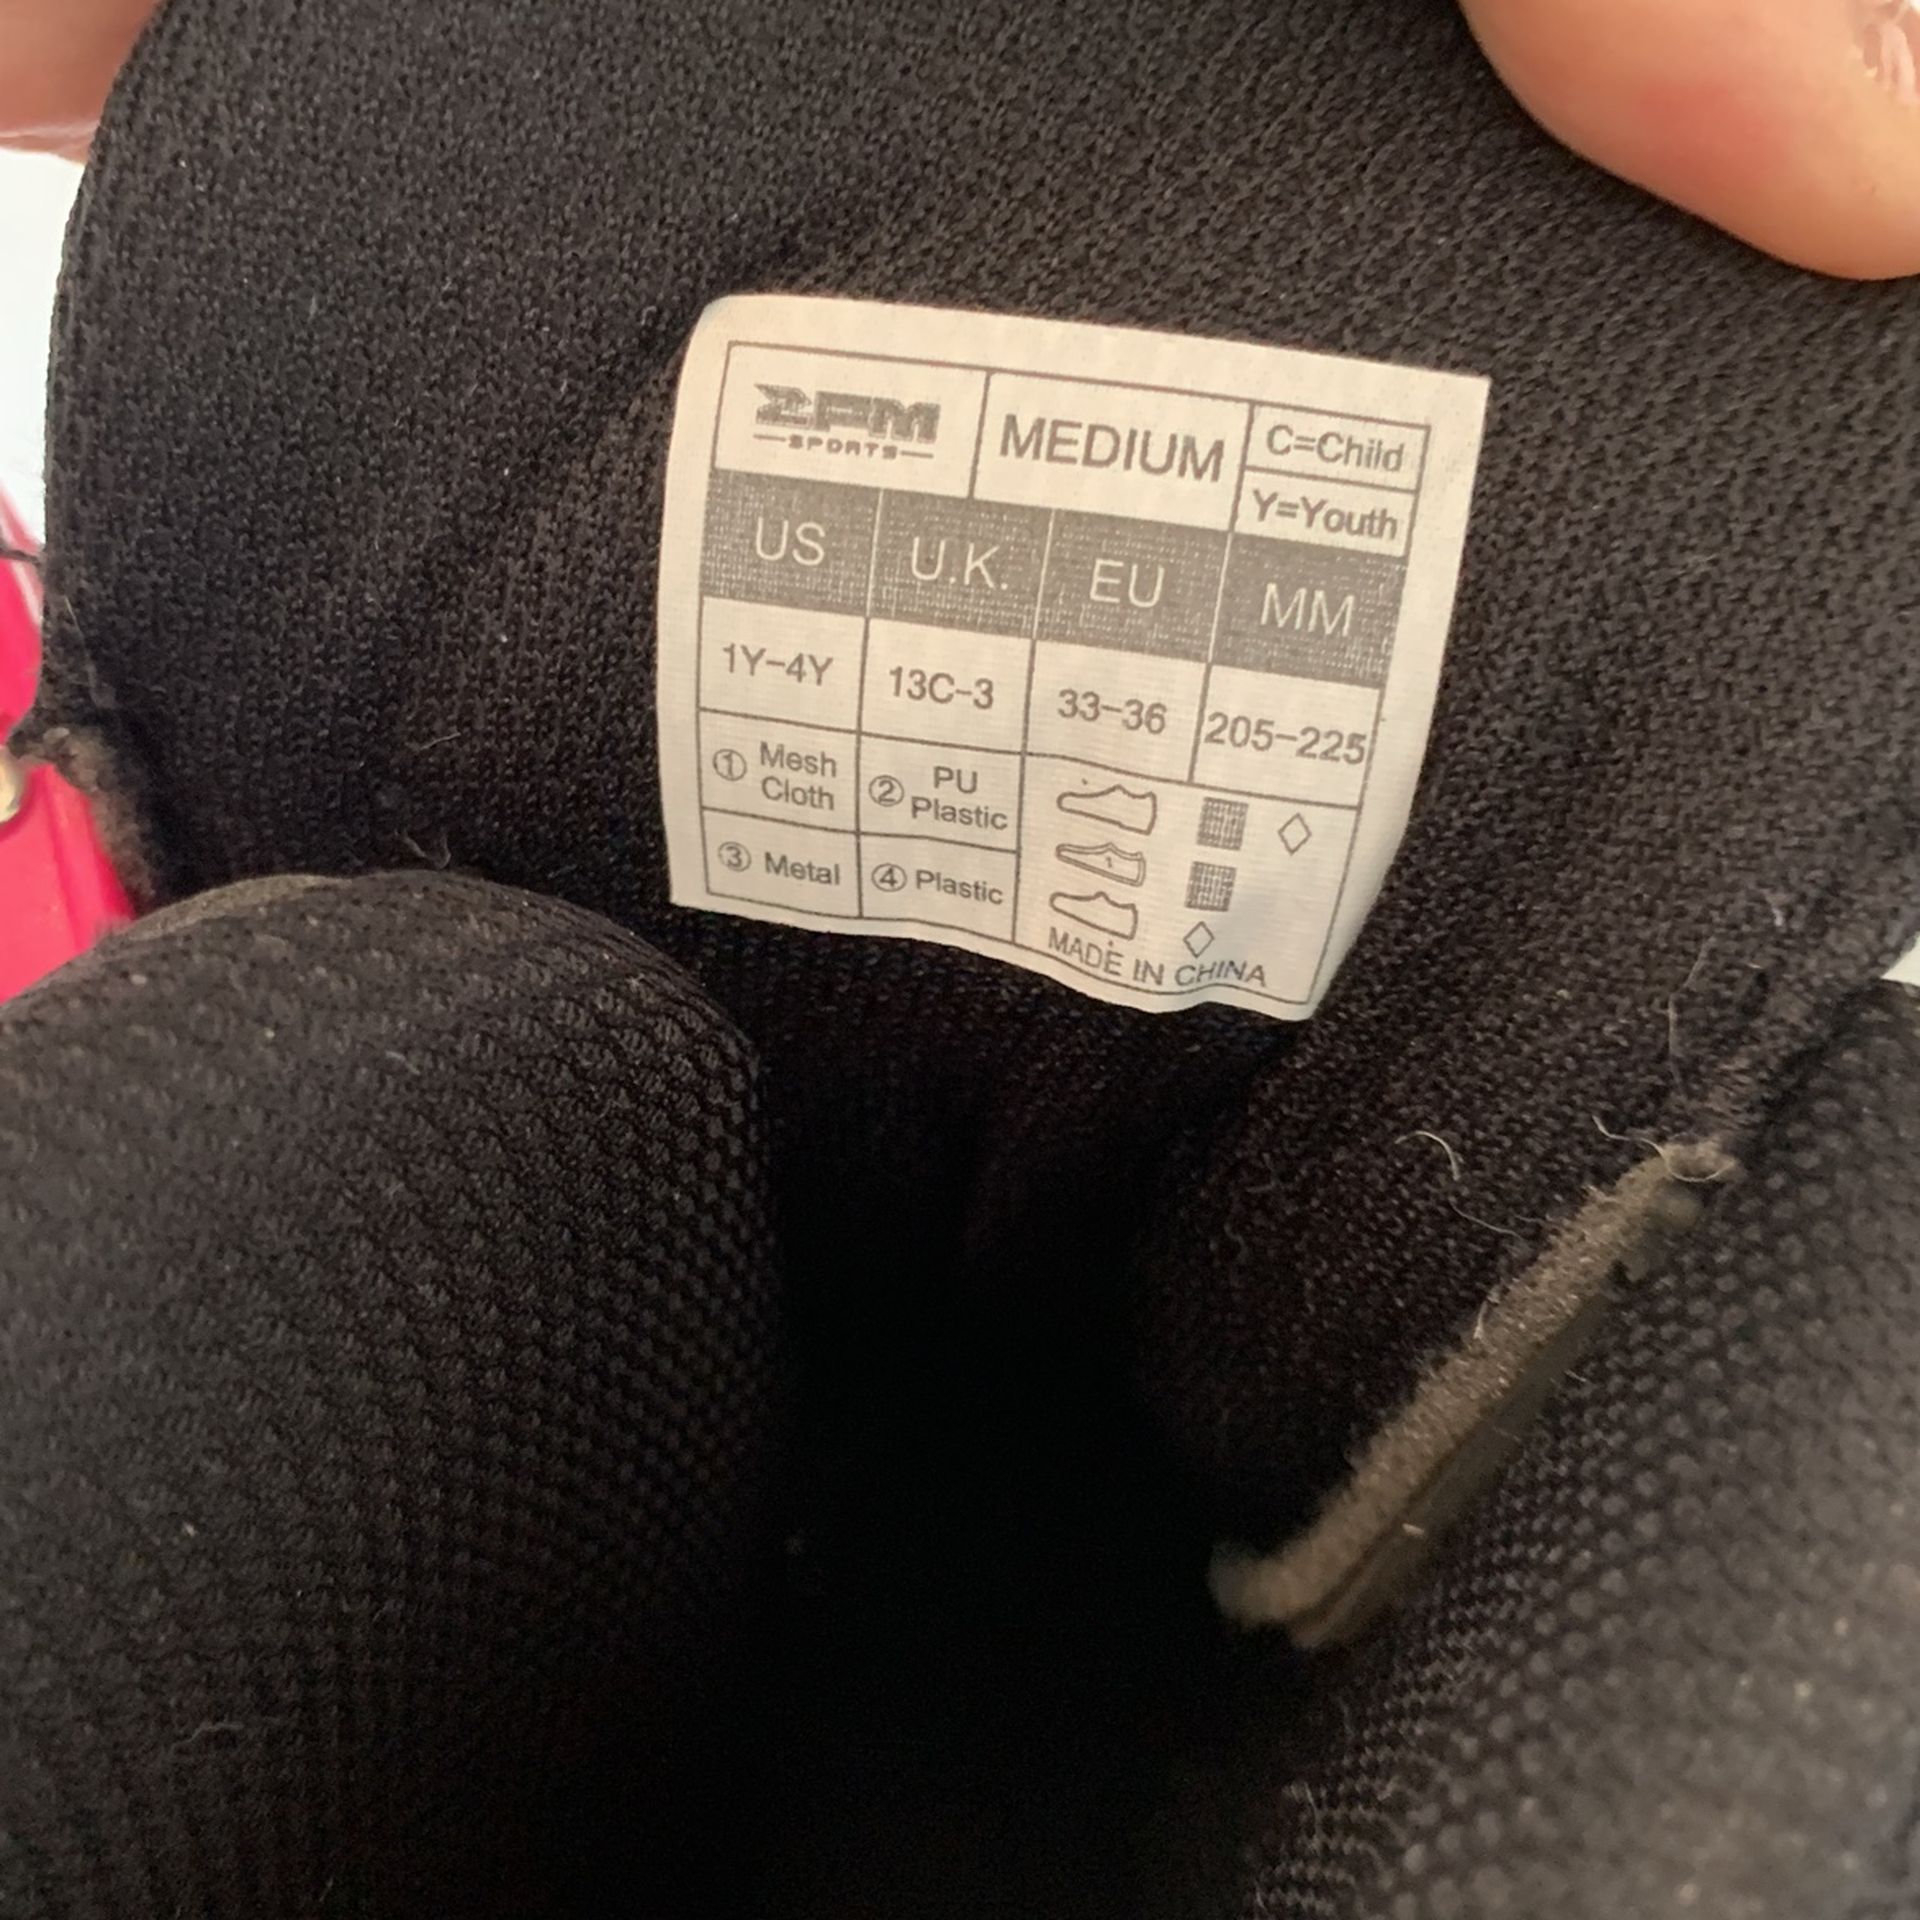 2PM
SPORTS
MEDIUM
C=Child
Y=Youth
US U.K. EU MM
1Y-4Y 13C-3 33-36 205-225
① Mesh
Cloth
② PU
Plastic
③ Metal
④ Plastic
MADE IN CHINA